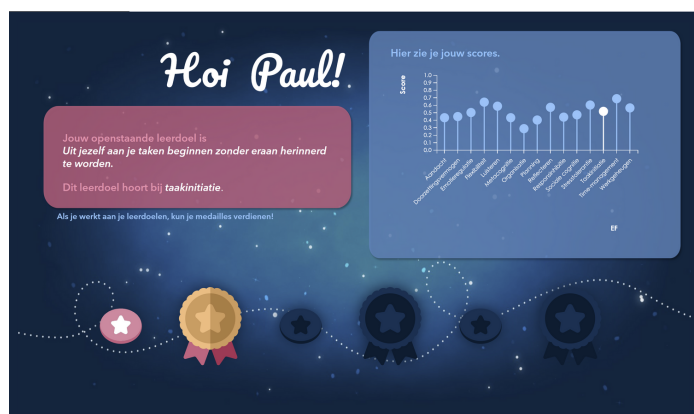 Hoi Paul!
Jouw openstaande leerdoel is
Uit jezelf aan je taken beginnen zonder eraan herinnerd
te worden.
Dit leerdoel hoort bij taakinitiatie.
Als je werkt aan je leerdoelen, kun je medailles verdienen!
Hier zie je jouw scores.
Score
1.0
0.9
0.8
0.7
0.6
0.5
0.4
0.3
0.2
0.1
0.0
Aandacht
Doorzettingsvermogen
Emotieregulatie
Flexibiliteit
Luisteren
Metacognitie
Organisatie
Planning
Reflecteren
Responsinhibitie
Sociale cognitie
Stresstolerantie
Taakinitiatie
Time-management
Werkgeheugen
EF